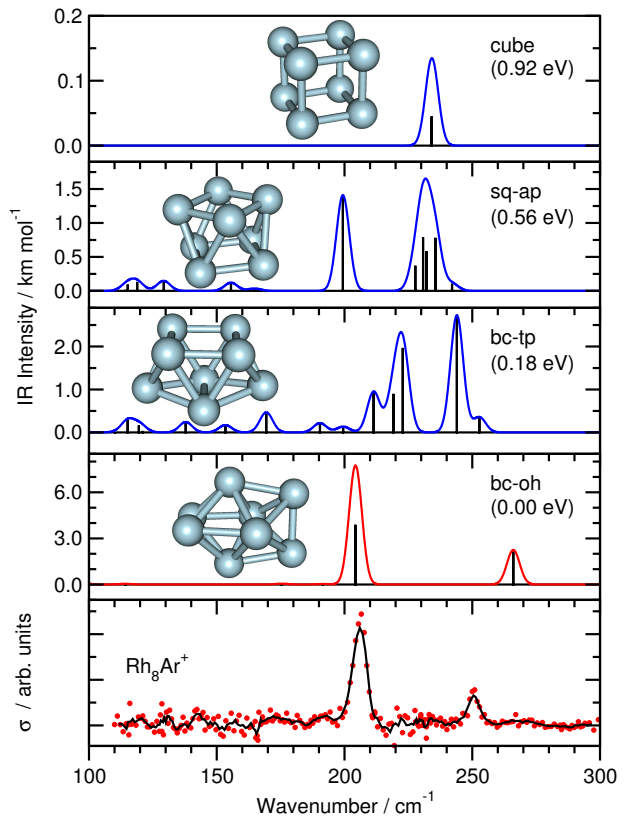 0.2
0.1
0.0
cube
(0.92 eV)
1.5
1.0
0.5
0.0
sq-ap
(0.56 eV)
2.0
1.0
0.0
bc-tp
(0.18 eV)
6.0
3.0
0.0
bc-oh
(0.00 eV)
IR Intensity / km mol⁻¹
σ / arb. units
Rh₈Ar⁺
100 150 200 250 300
Wavenumber / cm⁻¹